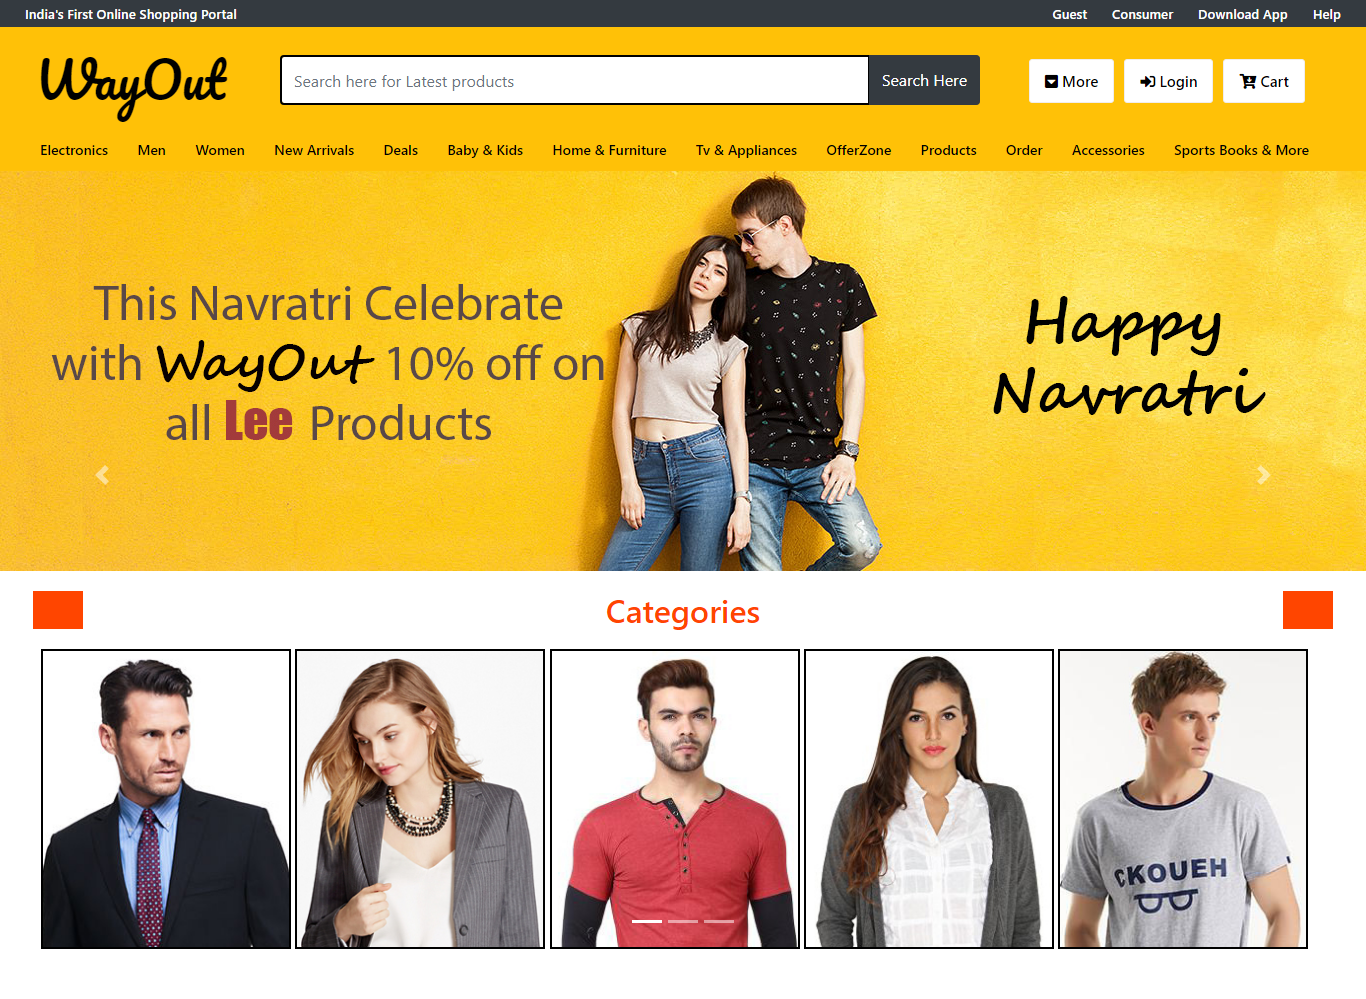 India's First Online Shopping Portal
Guest Consumer Download App Help
WayOut
Search here for Latest products
Search Here
More Login Cart
Electronics Men Women New Arrivals Deals Baby & Kids Home & Furniture Tv & Appliances OfferZone Products Order Accessories Sports Books & More
This Navratri Celebrate
with WayOut 10% off on
all Lee Products
Happy
Navratri
Categories
CKOUEH